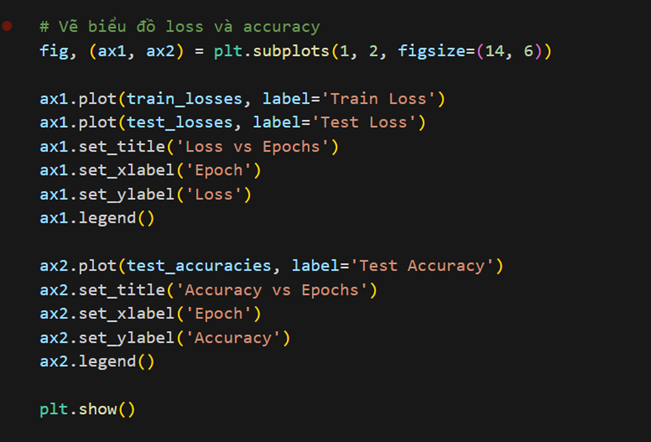 # Vẽ biểu đồ loss và accuracy
fig, (ax1, ax2) = plt.subplots(1, 2, figsize=(14, 6))

ax1.plot(train_losses, label='Train Loss')
ax1.plot(test_losses, label='Test Loss')
ax1.set_title('Loss vs Epochs')
ax1.set_xlabel('Epoch')
ax1.set_ylabel('Loss')
ax1.legend()

ax2.plot(test_accuracies, label='Test Accuracy')
ax2.set_title('Accuracy vs Epochs')
ax2.set_xlabel('Epoch')
ax2.set_ylabel('Accuracy')
ax2.legend()

plt.show()